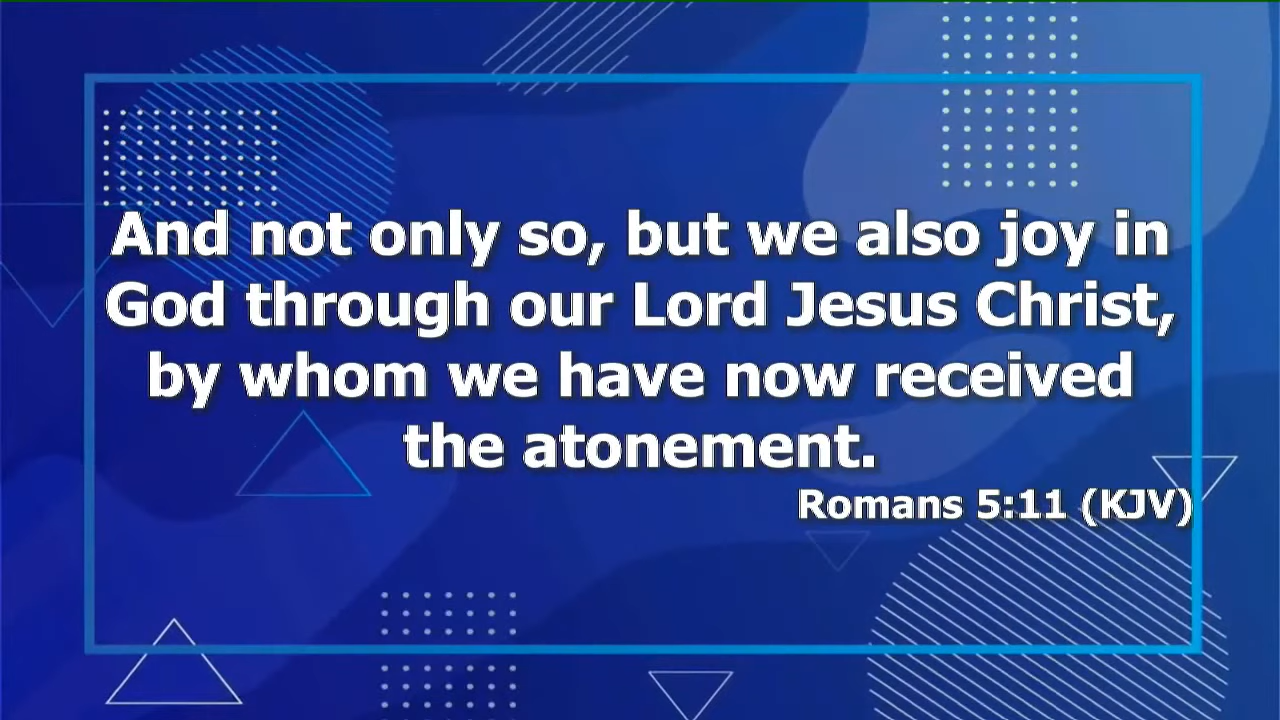 And not only so, but we also joy in
God through our Lord Jesus Christ,
by whom we have now received
the atonement.
Romans 5:11 (KJV)